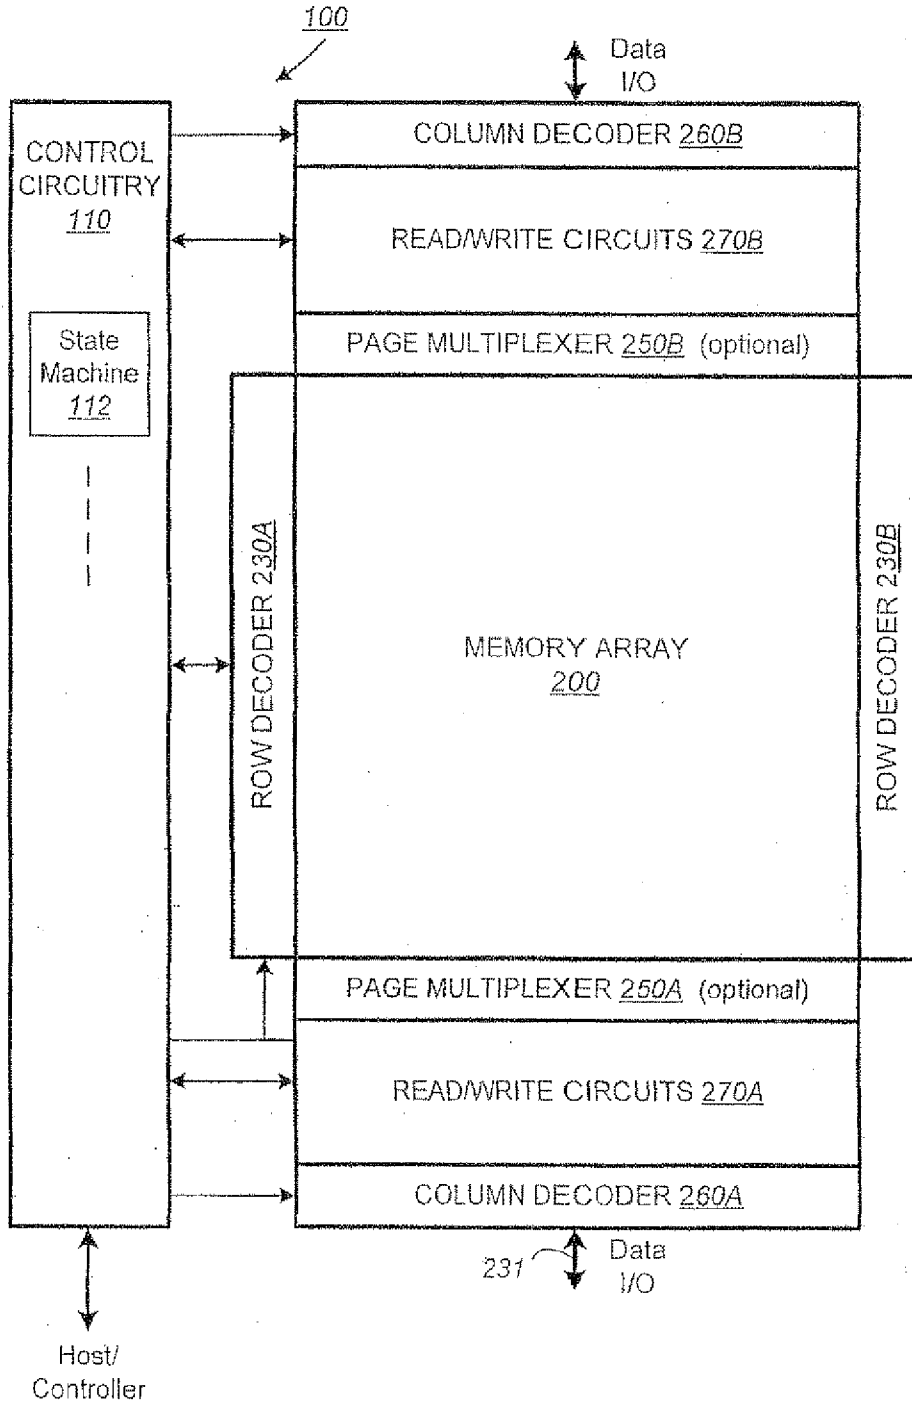 100
Data
I/O
COLUMN DECODER 260B
CONTROL
CIRCUITRY
110
READ/WRITE CIRCUITS 270B
State
Machine
112
PAGE MULTIPLEXER 250B (optional)
ROW DECODER 230A
MEMORY ARRAY
200
ROW DECODER 230B
PAGE MULTIPLEXER 250A (optional)
READ/WRITE CIRCUITS 270A
COLUMN DECODER 260A
231
Data
I/O
Host/
Controller